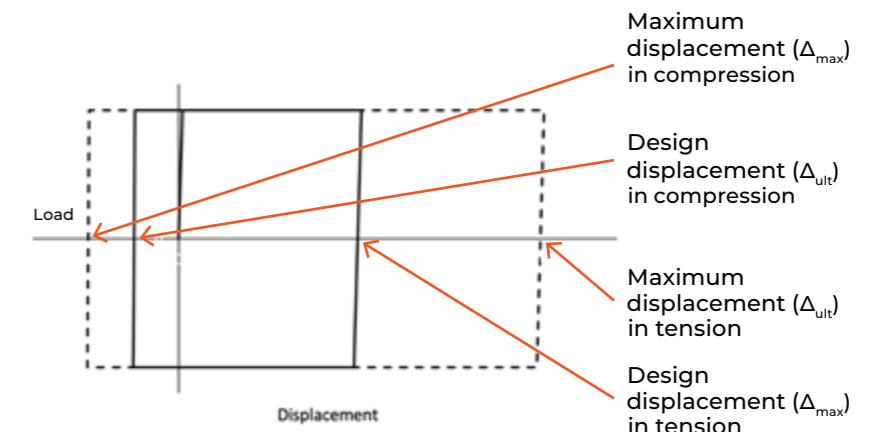 Maximum
displacement (Δmax)
in compression
Design
displacement (Δult)
in compression
Load
Maximum
displacement (Δult)
in tension
Design
displacement (Δmax)
in tension
Displacement